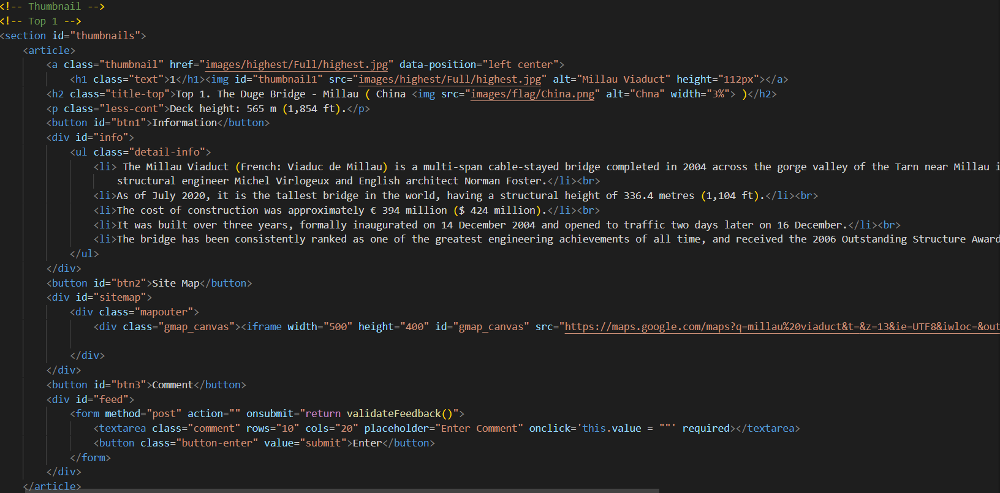 <!-- Thumbnail -->
<!-- Top 1 -->
<section id="thumbnails">
    <article>
        <a class="thumbnail" href="images/highest/Full/highest.jpg" data-position="left center">
            <h1 class="text">1</h1><img id="thumbnail1" src="images/highest/Full/highest.jpg" alt="Millau Viaduct" height="112px"></a>
        <h2 class="title-top">Top 1. The Duge Bridge - Millau ( China <img src="images/flag/China.png" alt="Chna" width="3%"> )</h2>
        <p class="less-cont">Deck height: 565 m (1,854 ft).</p>
        <button id="btn1">Information</button>
        <div id="info">
            <ul class="detail-info">
                <li> The Millau Viaduct (French: Viaduc de Millau) is a multi-span cable-stayed bridge completed in 2004 across the gorge valley of the Tarn near Millau i
                    structural engineer Michel Virlogeux and English architect Norman Foster.</li><br>
                <li>As of July 2020, it is the tallest bridge in the world, having a structural height of 336.4 metres (1,104 ft).</li><br>
                <li>The cost of construction was approximately € 394 million ($ 424 million).</li><br>
                <li>It was built over three years, formally inaugurated on 14 December 2004 and opened to traffic two days later on 16 December.</li><br>
                <li>The bridge has been consistently ranked as one of the greatest engineering achievements of all time, and received the 2006 Outstanding Structure Award
            </ul>
        </div>
        <button id="btn2">Site Map</button>
        <div id="sitemap">
            <div class="mapouter">
                <div class="gmap_canvas"><iframe width="500" height="400" id="gmap_canvas" src="https://maps.google.com/maps?q=millau%20viaduct&t=&z=13&ie=UTF8&iwloc=&out
            </div>
        </div>
        <button id="btn3">Comment</button>
        <div id="feed">
            <form method="post" action="" onsubmit="return validateFeedback()">
                <textarea class="comment" rows="10" cols="20" placeholder="Enter Comment" onclick='this.value = ""' required></textarea>
                <button class="button-enter" value="submit">Enter</button>
            </form>
        </div>
    </article>